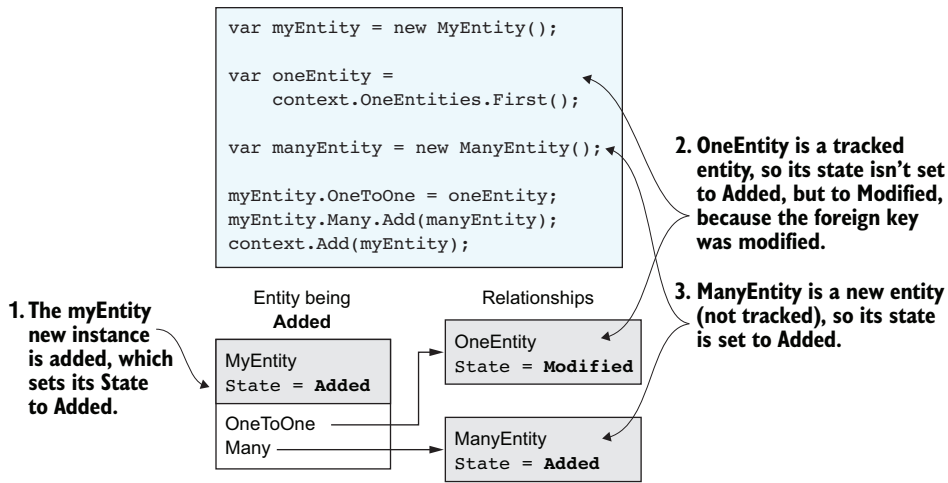 var myEntity = new MyEntity();
var oneEntity =
    context.OneEntities.First();
var manyEntity = new ManyEntity();
myEntity.OneToOne = oneEntity;
myEntity.Many.Add(manyEntity);
context.Add(myEntity);
2. OneEntity is a tracked
entity, so its state isn't set
to Added, but to Modified,
because the foreign key
was modified.
3. ManyEntity is a new entity
(not tracked), so its state
is set to Added.
1. The myEntity
new instance
is added, which
sets its State
to Added.
Entity being
Added
MyEntity
State = Added
OneToOne
Many
Relationships
OneEntity
State = Modified
ManyEntity
State = Added